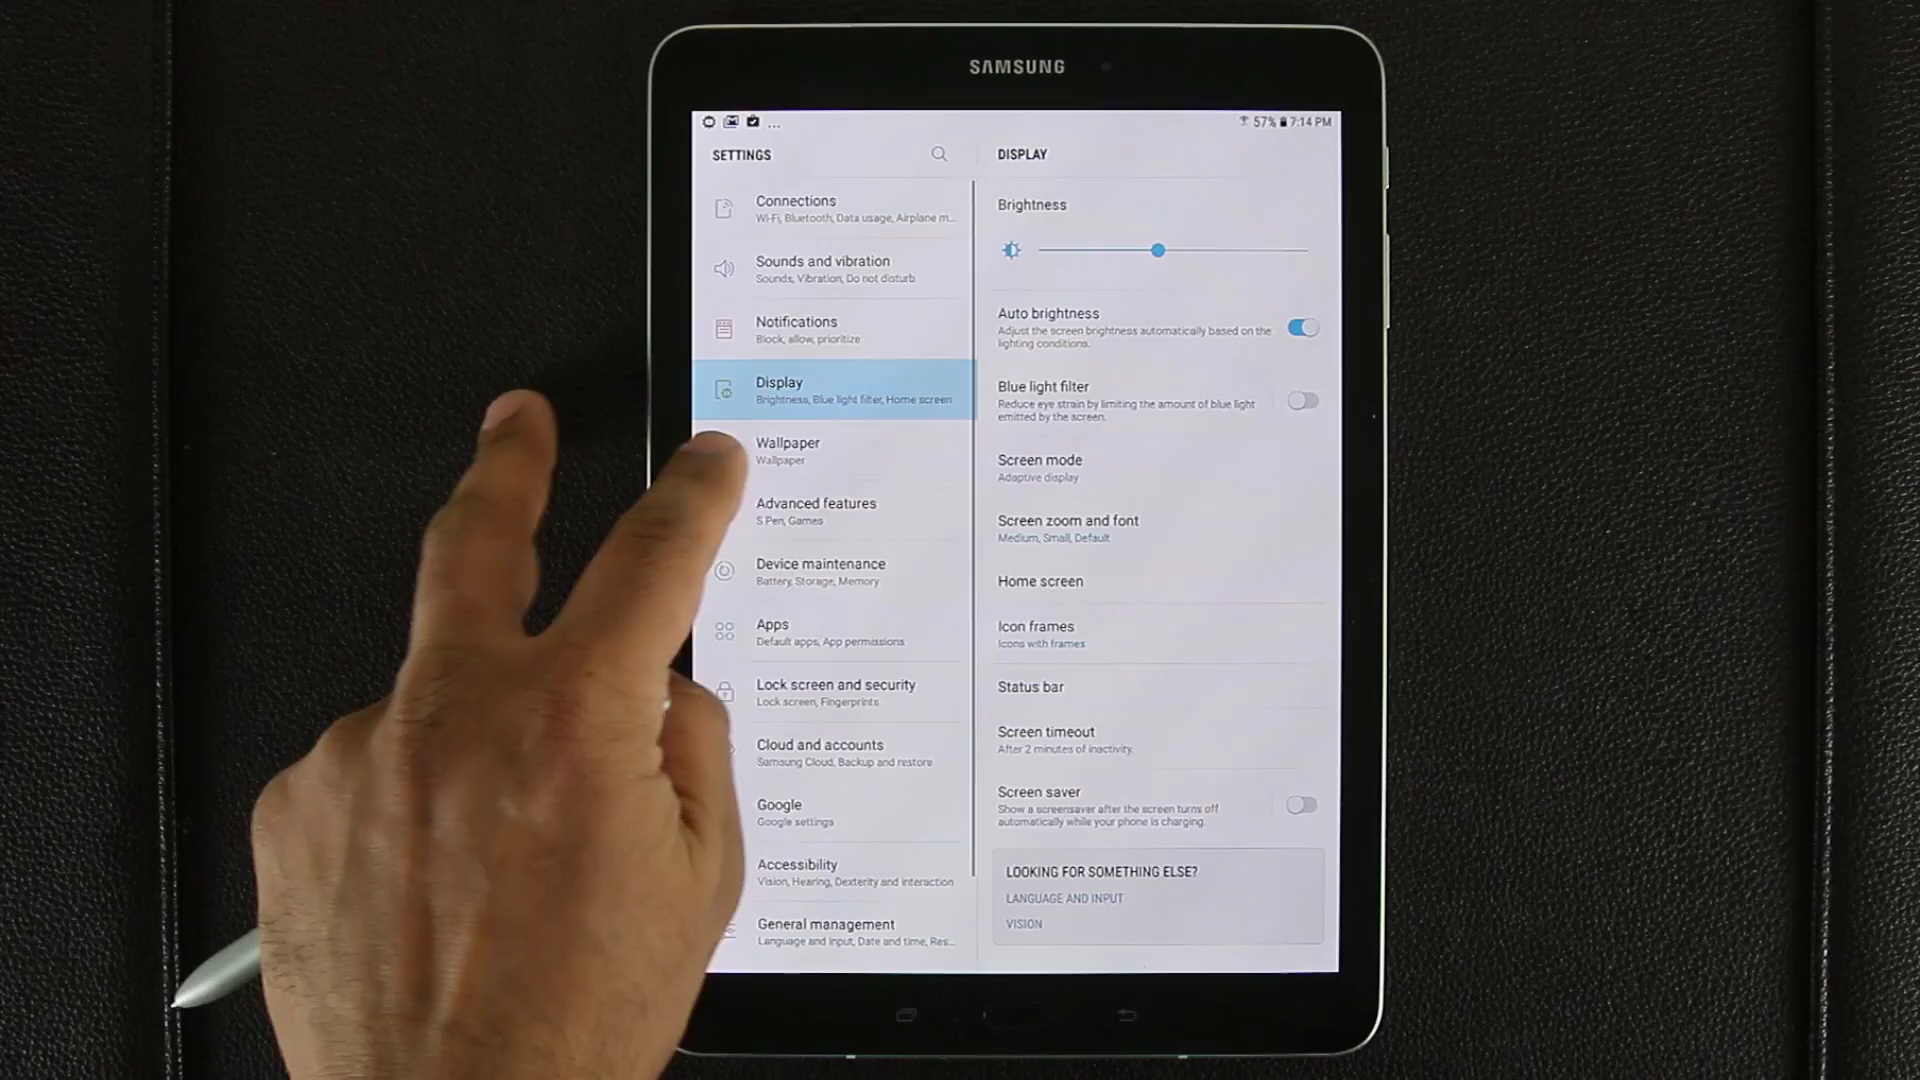 SAMSUNG
...
57% 7:14 PM
SETTINGS
Connections
Wi-Fi, Bluetooth, Data usage, Airplane m...
Sounds and vibration
Sounds, Vibration, Do not disturb
Notifications
Block, allow, prioritize
Display
Brightness, Blue light filter, Home screen
Wallpaper
Wallpaper
Advanced features
S Pen, Games
Device maintenance
Battery, Storage, Memory
Apps
Default apps, App permissions
Lock screen and security
Lock screen, Fingerprints
Cloud and accounts
Samsung Cloud, Backup and restore
Google
Google settings
Accessibility
Vision, Hearing, Dexterity and interaction
General management
Language and input, Date and time, Res...
DISPLAY
Brightness
Auto brightness
Adjust the screen brightness automatically based on the
lighting conditions.
Blue light filter
Reduce eye strain by limiting the amount of blue light
emitted by the screen.
Screen mode
Adaptive display
Screen zoom and font
Medium, Small, Default
Home screen
Icon frames
Icons with frames
Status bar
Screen timeout
After 2 minutes of inactivity.
Screen saver
Show a screensaver after the screen turns off
automatically while your phone is charging.
LOOKING FOR SOMETHING ELSE?
LANGUAGE AND INPUT
VISION